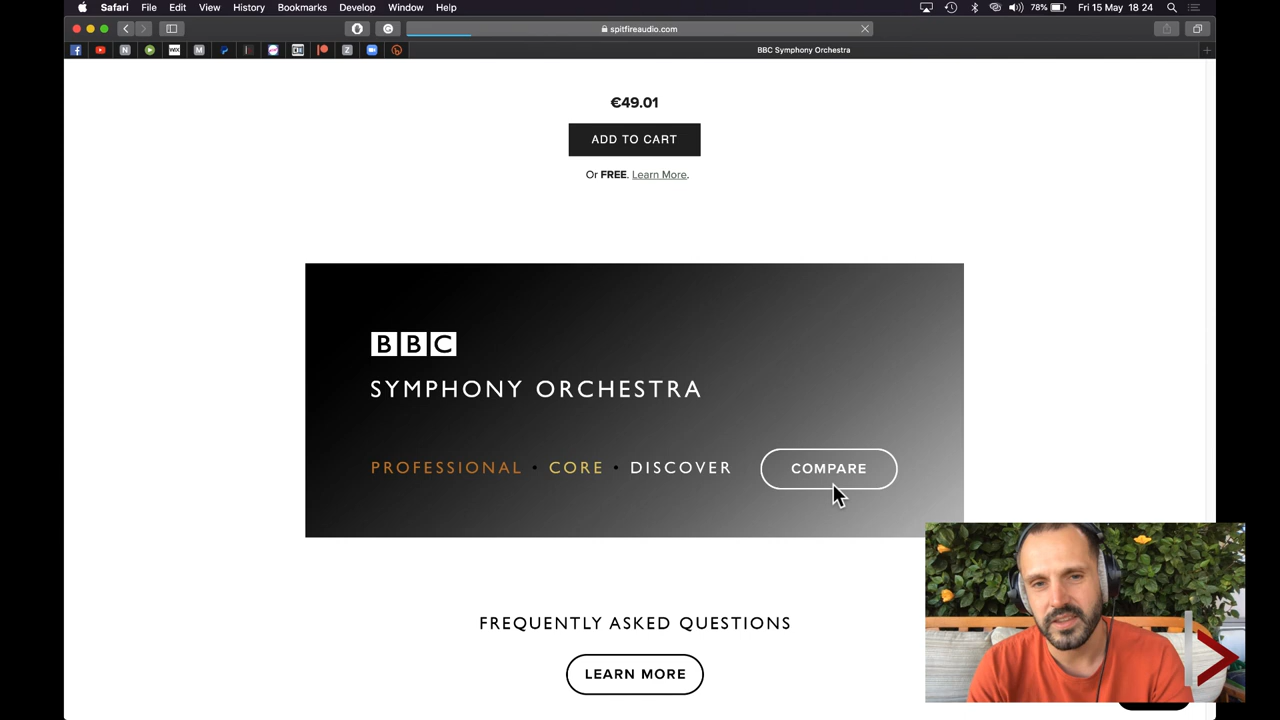 Safari File Edit View History Bookmarks Develop Window Help 78% Fri 15 May 18 24
spitfireaudio.com
BBC Symphony Orchestra
€49.01
ADD TO CART
Or FREE. Learn More.
BBC
SYMPHONY ORCHESTRA
PROFESSIONAL • CORE • DISCOVER COMPARE
FREQUENTLY ASKED QUESTIONS
LEARN MORE